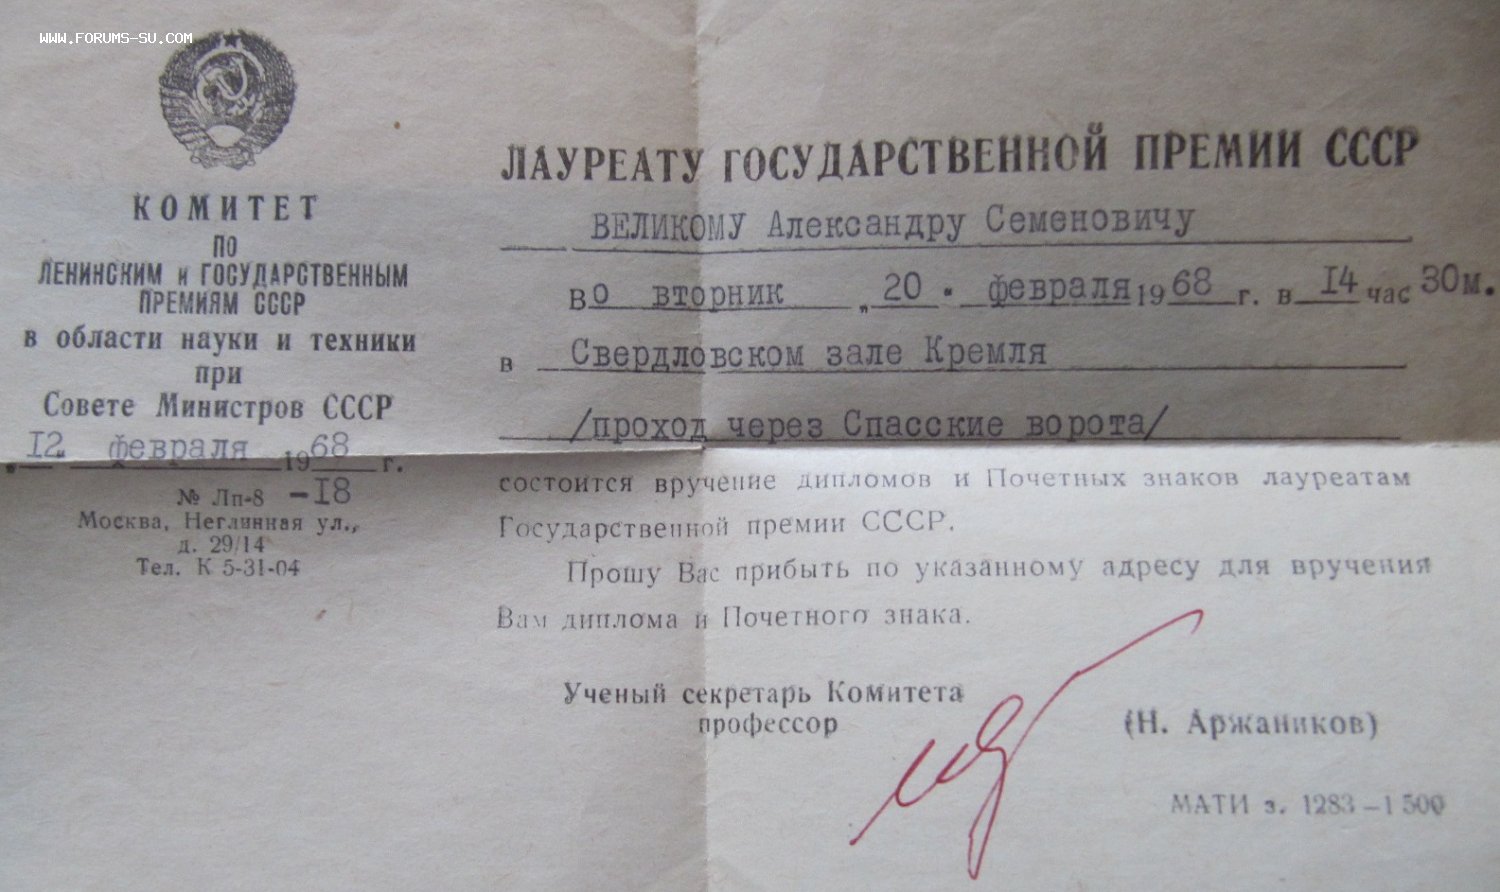 WWW.FORUMS-SU.COM
КОМИТЕТ
ПО
ЛЕНИНСКИМ и ГОСУДАРСТВЕННЫМ
ПРЕМИЯМ СССР
в области науки и техники
при
Совете Министров СССР
„12" февраля 1968 г.
№ Лп-8 -18
Москва, Неглинная ул.,
д. 29/14
Тел. К 5-31-04
ЛАУРЕАТУ ГОСУДАРСТВЕННОЙ ПРЕМИИ СССР
ВЕЛИКОМУ Александру Семеновичу
во вторник „20" февраля 1968 г. в 14 час 30м.
в Свердловском зале Кремля
/проход через Спасские ворота/
состоится вручение дипломов и Почетных знаков лауреатам
Государственной премии СССР.
Прошу Вас прибыть по указанному адресу для вручения
Вам диплома и Почетного знака.
Ученый секретарь Комитета
профессор
(Н. Аржаников)
МАТИ з. 1283-1500